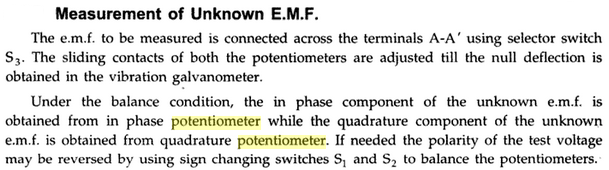 Measurement of Unknown E.M.F.
The e.m.f. to be measured is connected across the terminals A-A' using selector switch
S3. The sliding contacts of both the potentiometers are adjusted till the null deflection is
obtained in the vibration galvanometer.
Under the balance condition, the in phase component of the unknown e.m.f. is
obtained from in phase potentiometer while the quadrature component of the unknown
e.m.f. is obtained from quadrature potentiometer. If needed the polarity of the test voltage
may be reversed by using sign changing switches S1 and S2 to balance the potentiometers.